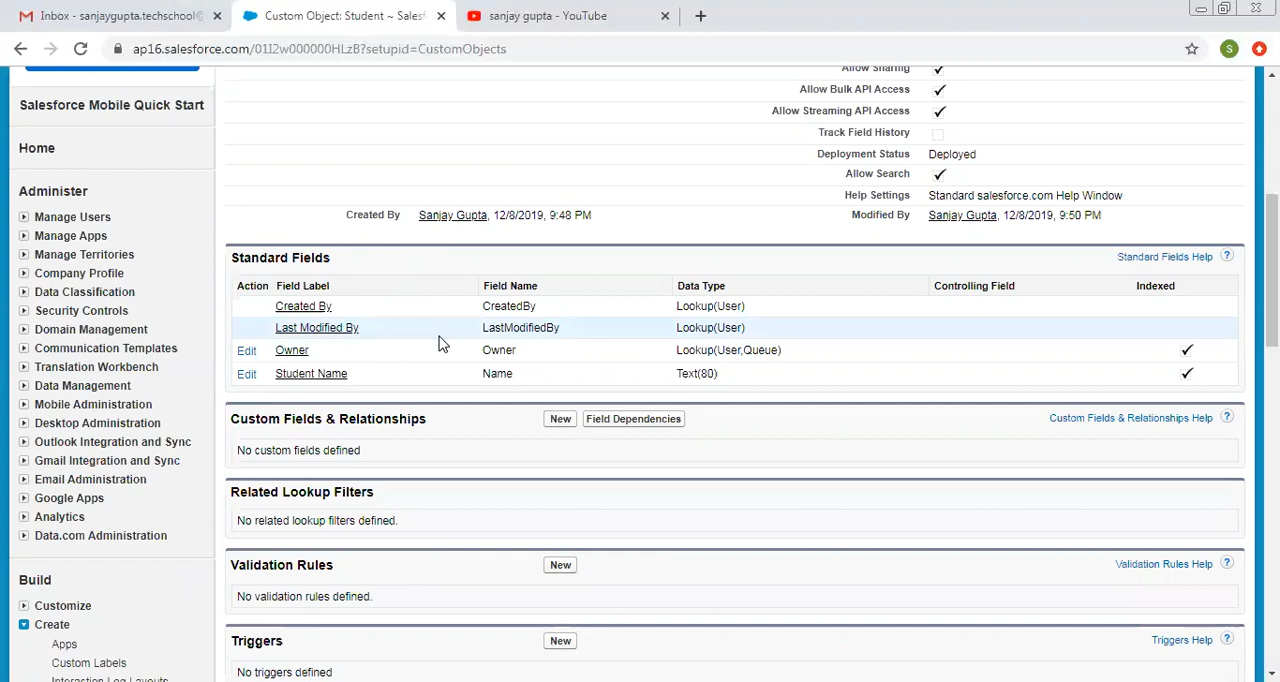 Inbox - sanjaygupta.techschool@
Custom Object: Student ~ Salesf
sanjay gupta - YouTube
ap16.salesforce.com/01I2w000000HLzB?setupid=CustomObjects
S
Salesforce Mobile Quick Start
Home
Administer
Manage Users
Manage Apps
Manage Territories
Company Profile
Data Classification
Security Controls
Domain Management
Communication Templates
Translation Workbench
Data Management
Mobile Administration
Desktop Administration
Outlook Integration and Sync
Gmail Integration and Sync
Email Administration
Google Apps
Analytics
Data.com Administration
Build
Customize
Create
Apps
Custom Labels
Interaction Log Layouts
Allow Sharing
Allow Bulk API Access
Allow Streaming API Access
Track Field History
Deployment Status Deployed
Allow Search
Help Settings Standard salesforce.com Help Window
Created By Sanjay Gupta, 12/8/2019, 9:48 PM Modified By Sanjay Gupta, 12/8/2019, 9:50 PM
Standard Fields Standard Fields Help ?
Action Field Label Field Name Data Type Controlling Field Indexed
Created By CreatedBy Lookup(User)
Last Modified By LastModifiedBy Lookup(User)
Edit Owner Owner Lookup(User,Queue)
Edit Student Name Name Text(80)
Custom Fields & Relationships New Field Dependencies Custom Fields & Relationships Help ?
No custom fields defined
Related Lookup Filters
No related lookup filters defined.
Validation Rules New Validation Rules Help ?
No validation rules defined.
Triggers New Triggers Help ?
No triggers defined